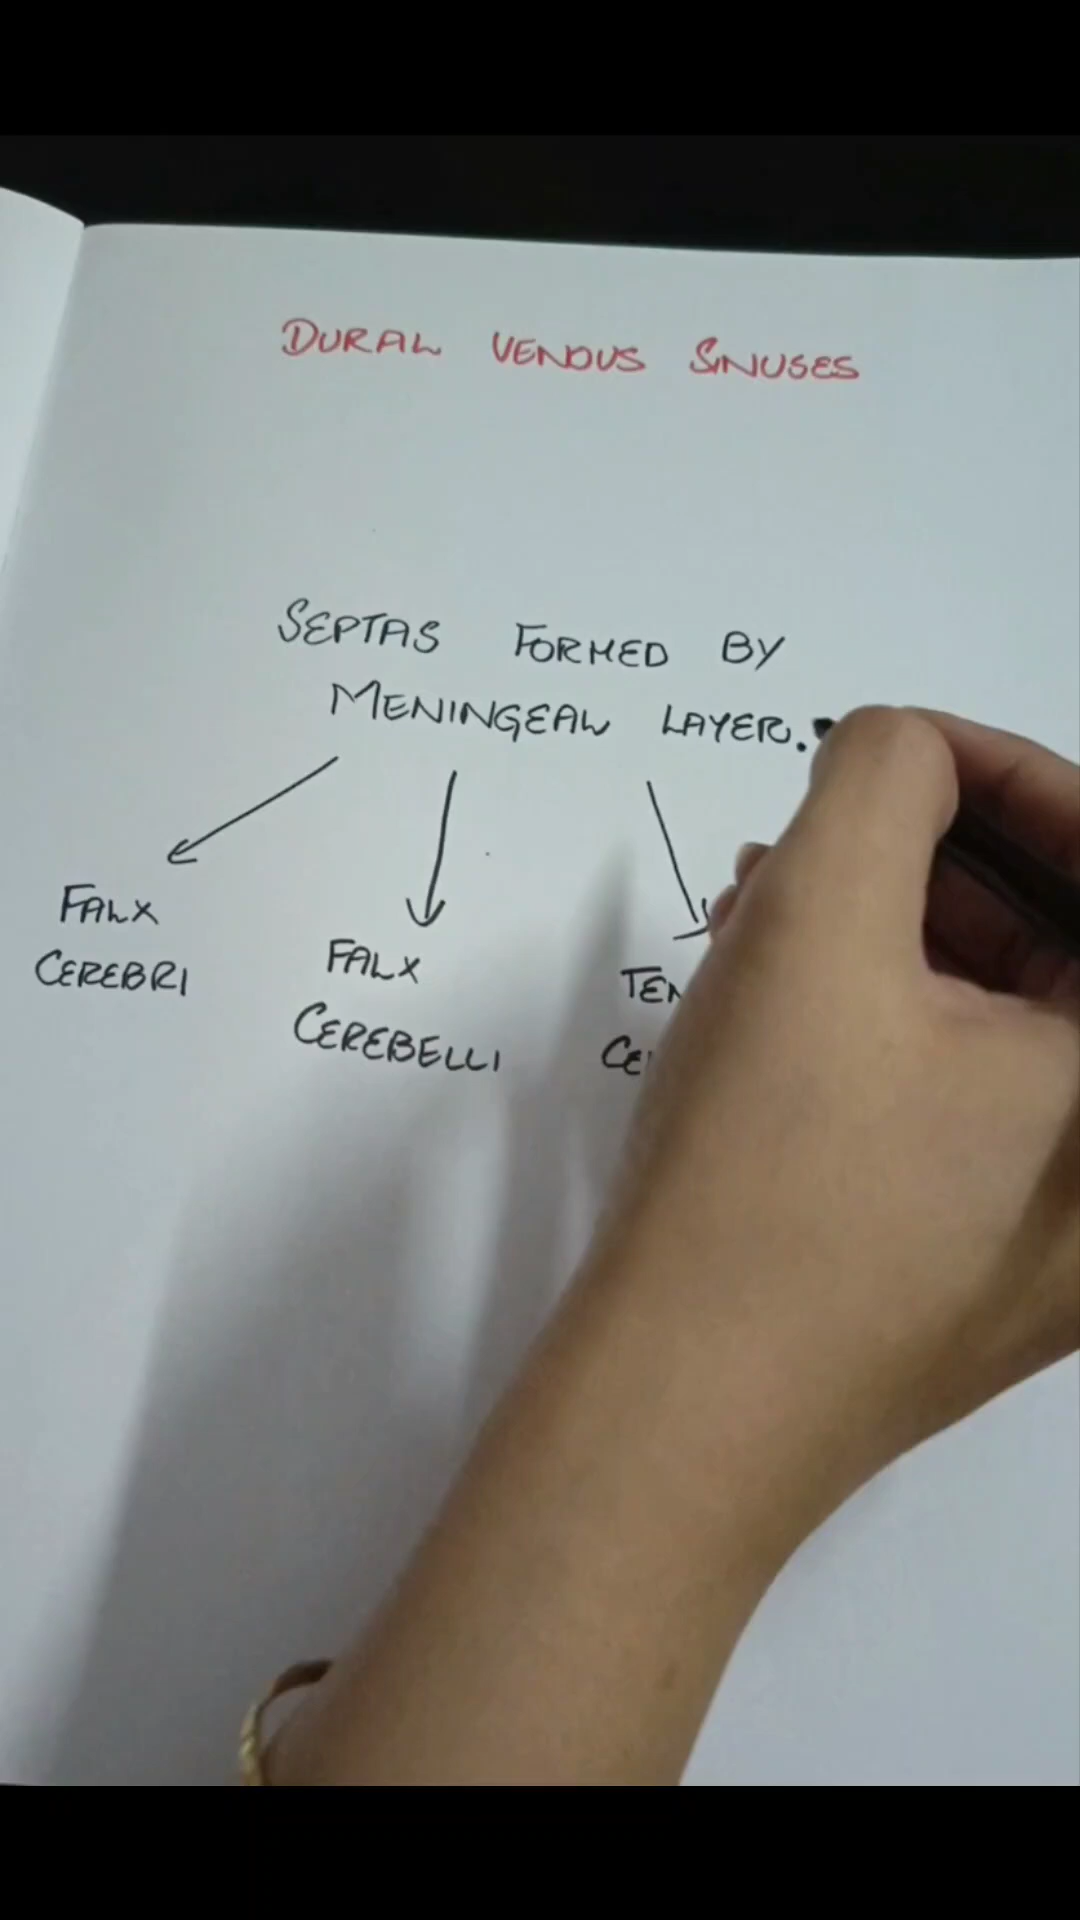 DURAL VENOUS SINUSES
SEPTAS FORMED BY
MENINGEAL LAYER.
FALX
CEREBRI
FALX
CEREBELLI